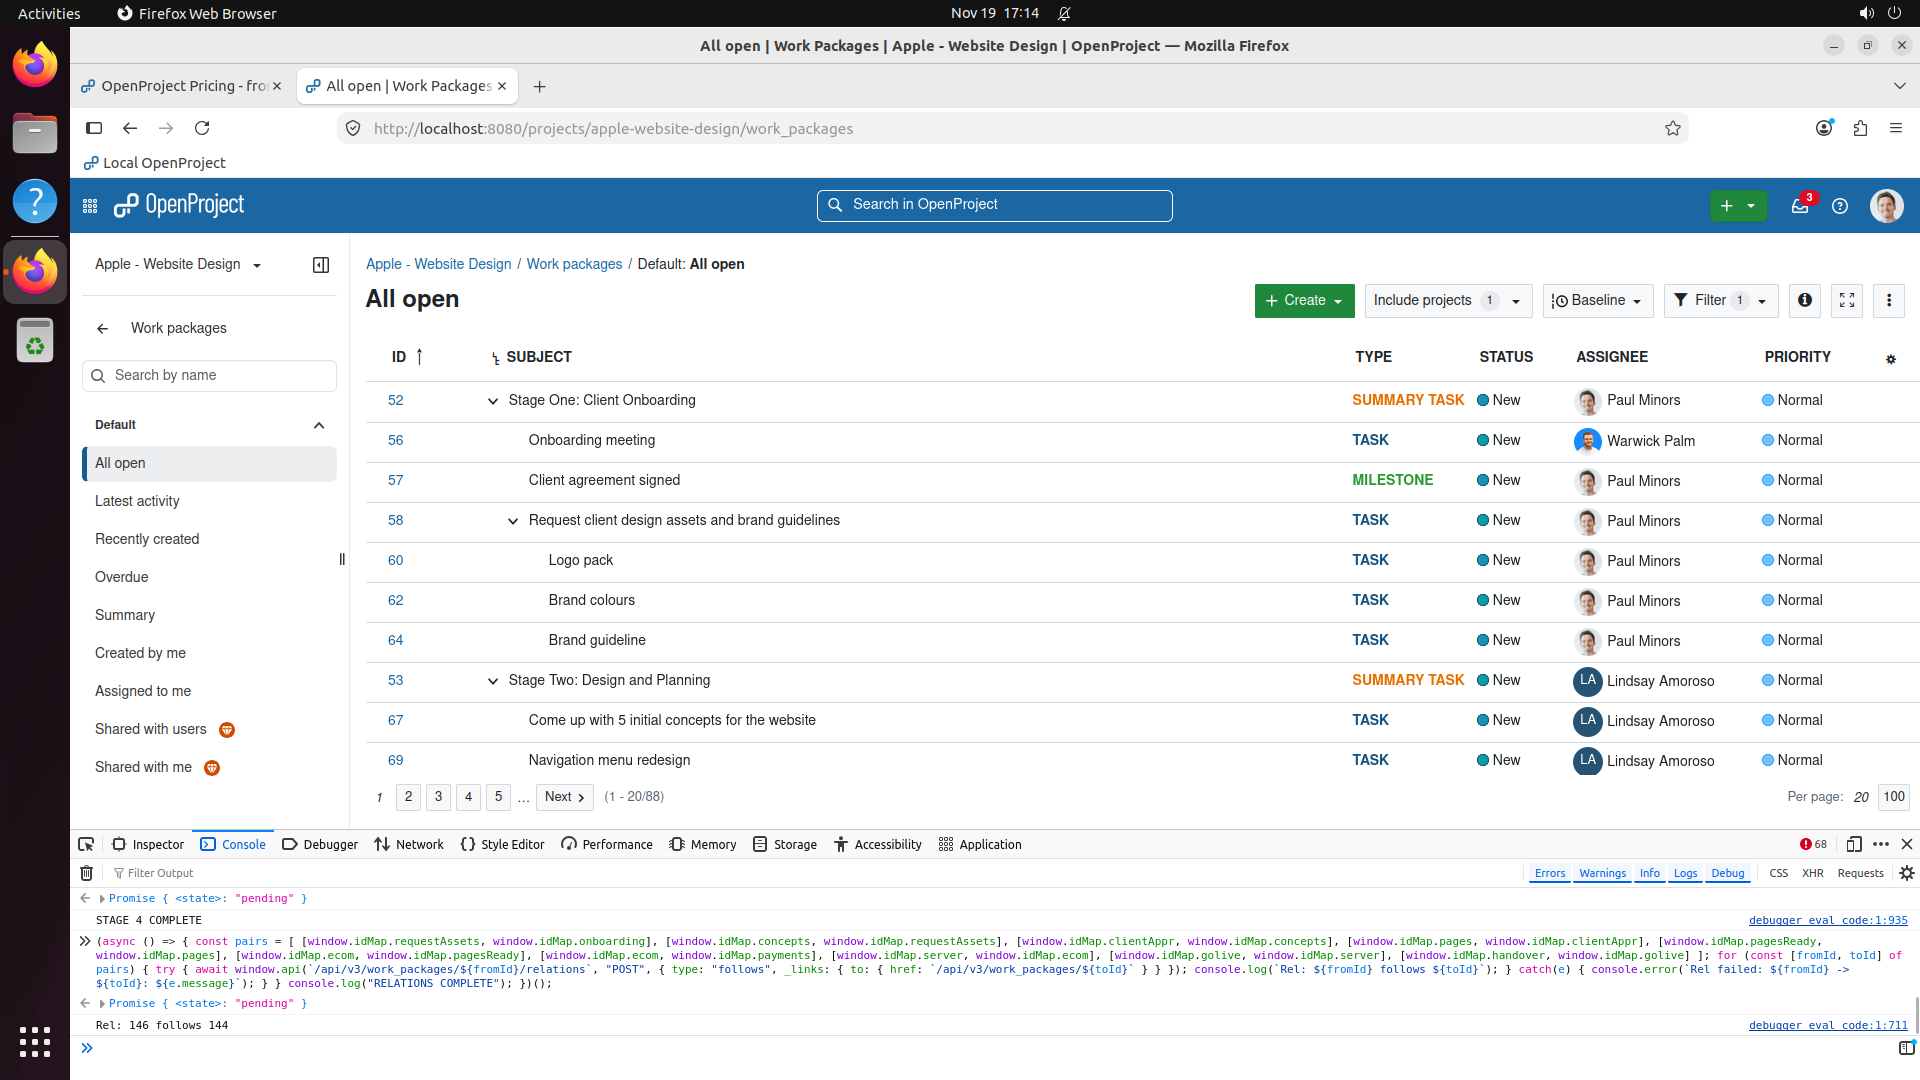 Activities
Firefox Web Browser
Nov 19 17:14
All open | Work Packages | Apple - Website Design | OpenProject — Mozilla Firefox
OpenProject Pricing - fro
All open | Work Packages
http://localhost:8080/projects/apple-website-design/work_packages
Local OpenProject
OpenProject
Search in OpenProject
3
Apple - Website Design
Work packages
Search by name
Default
All open
Latest activity
Recently created
Overdue
Summary
Created by me
Assigned to me
Shared with users
Shared with me
Apple - Website Design / Work packages / Default: All open
All open
Create
Include projects 1
Baseline
Filter 1
ID SUBJECT TYPE STATUS ASSIGNEE PRIORITY
52 Stage One: Client Onboarding SUMMARY TASK New Paul Minors Normal
56 Onboarding meeting TASK New Warwick Palm Normal
57 Client agreement signed MILESTONE New Paul Minors Normal
58 Request client design assets and brand guidelines TASK New Paul Minors Normal
60 Logo pack TASK New Paul Minors Normal
62 Brand colours TASK New Paul Minors Normal
64 Brand guideline TASK New Paul Minors Normal
53 Stage Two: Design and Planning SUMMARY TASK New LA Lindsay Amoroso Normal
67 Come up with 5 initial concepts for the website TASK New LA Lindsay Amoroso Normal
69 Navigation menu redesign TASK New LA Lindsay Amoroso Normal
1 2 3 4 5 ... Next (1 - 20/88)
Per page: 20 100
Inspector Console Debugger Network Style Editor Performance Memory Storage Accessibility Application
68
Filter Output
Errors Warnings Info Logs Debug CSS XHR Requests
Promise { <state>: "pending" }
STAGE 4 COMPLETE debugger eval code:1:935
(async () => { const pairs = [ [window.idMap.requestAssets, window.idMap.onboarding], [window.idMap.concepts, window.idMap.requestAssets], [window.idMap.clientAppr, window.idMap.concepts], [window.idMap.pages, window.idMap.clientAppr], [window.idMap.pagesReady,
window.idMap.pages], [window.idMap.ecom, window.idMap.pagesReady], [window.idMap.ecom, window.idMap.payments], [window.idMap.server, window.idMap.ecom], [window.idMap.golive, window.idMap.server], [window.idMap.handover, window.idMap.golive] ]; for (const [fromId, toId] of
pairs) { try { await window.api(`/api/v3/work_packages/${fromId}/relations`, "POST", { type: "follows", _links: { to: { href: `/api/v3/work_packages/${toId}` } } }); console.log(`Rel: ${fromId} follows ${toId}`); } catch(e) { console.error(`Rel failed: ${fromId} ->
${toId}: ${e.message}`); } } console.log("RELATIONS COMPLETE"); })();
Promise { <state>: "pending" }
Rel: 146 follows 144 debugger eval code:1:711